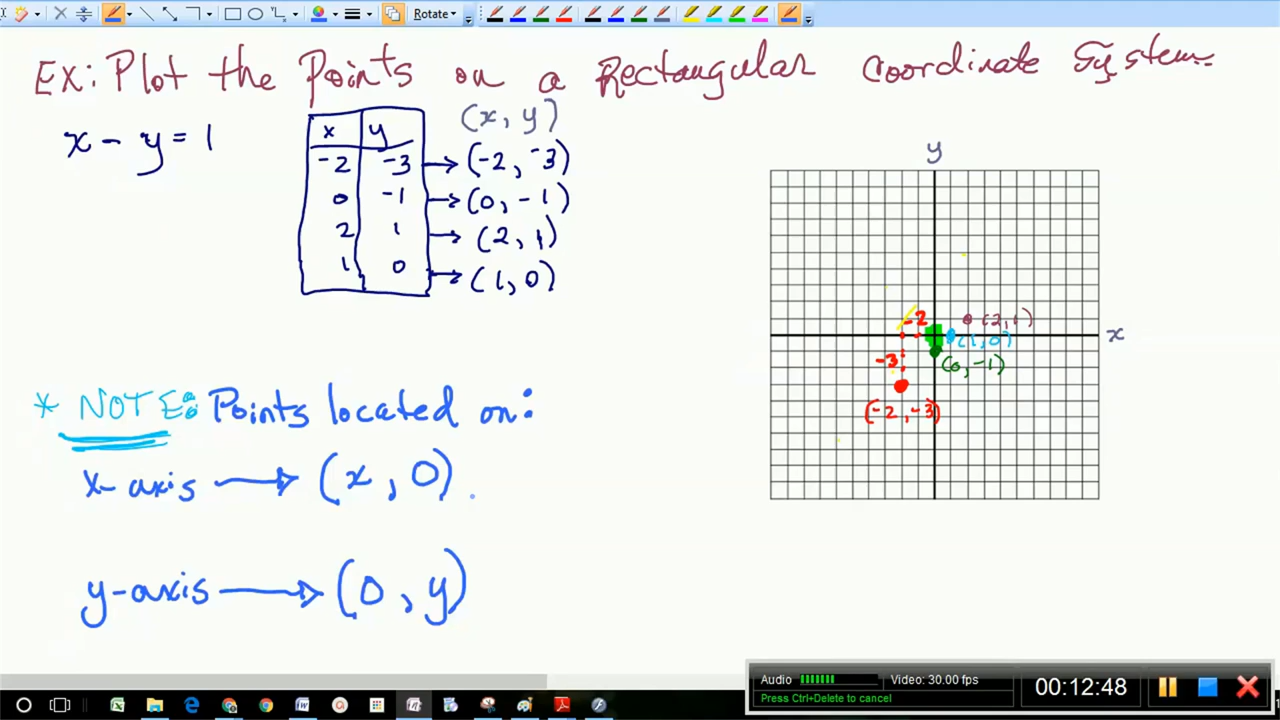 Rotate
Ex: Plot the Points on a Rectangular Coordinate System.
x - y = 1
(x, y)
x y
-2 -3 → (-2, -3)
0 -1 → (0, -1)
2 1 → (2, 1)
1 0 → (1, 0)
y
x
-2
(2, 1)
(1, 0)
-3
(0, -1)
(-2, -3)
* NOTE: Points located on:
x-axis → (x, 0)
y-axis → (0, y)
Audio
Video: 30.00 fps
Press Ctrl+Delete to cancel
00:12:48